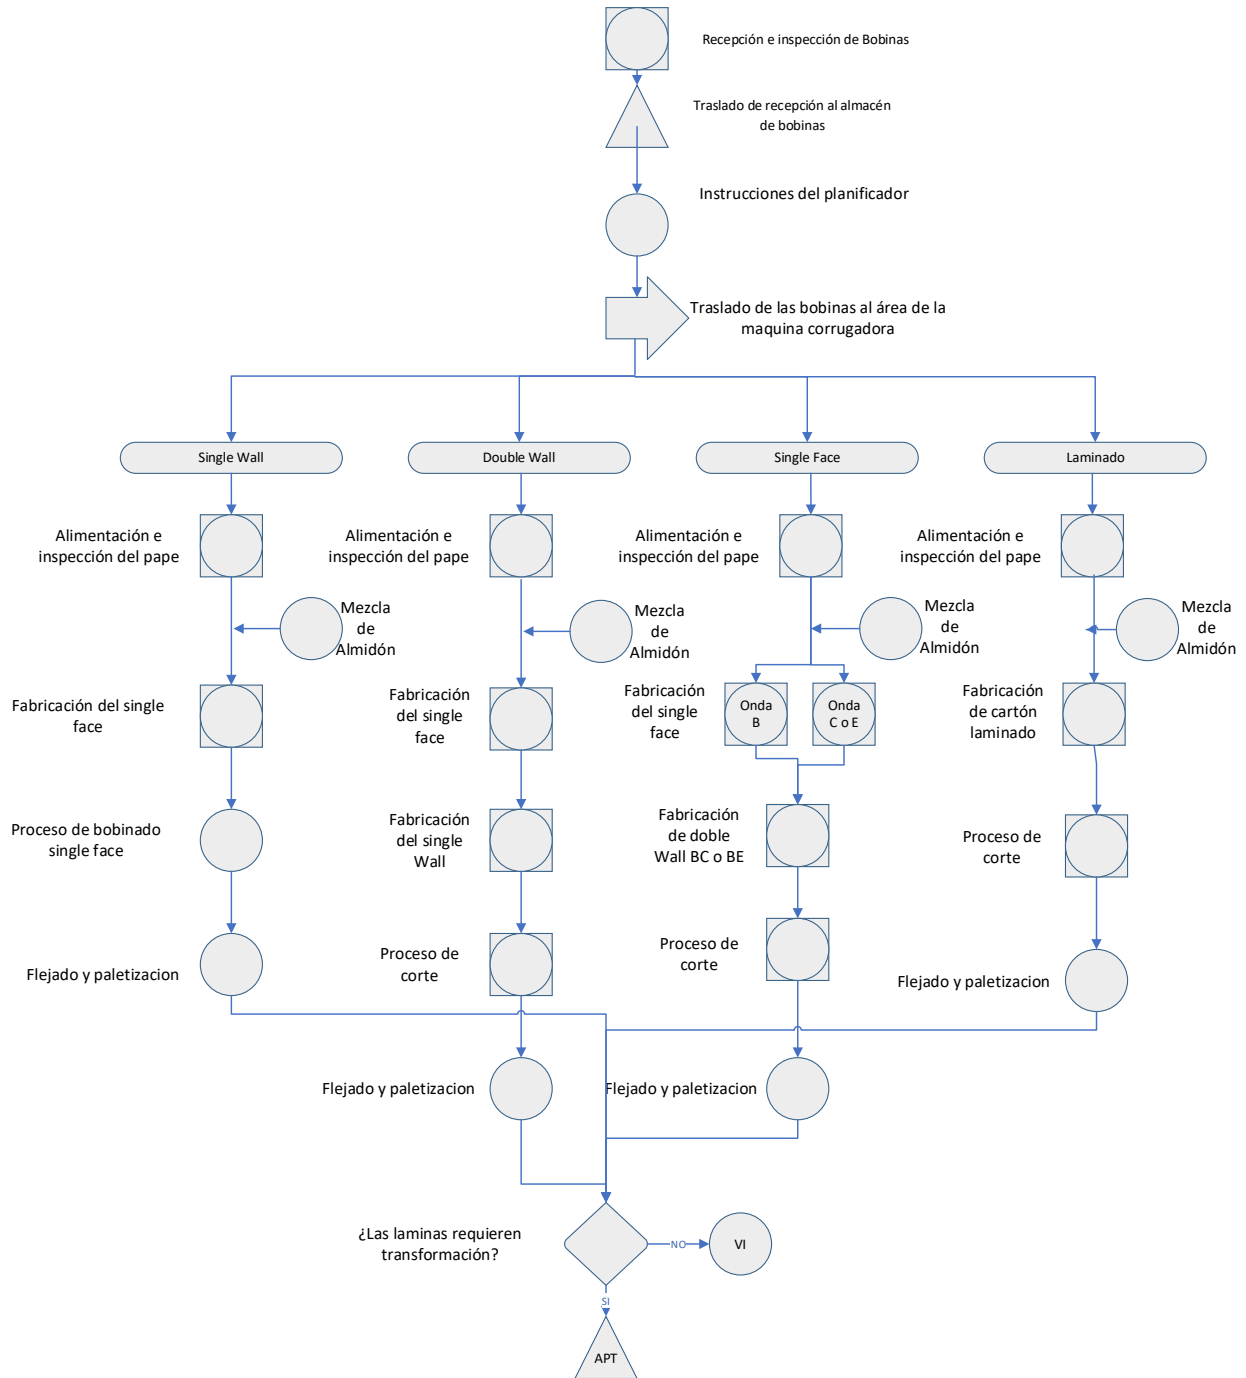 Recepción e inspección de Bobinas
Traslado de recepción al almacén
de bobinas
Instrucciones del planificador
Traslado de las bobinas al área de la
maquina corrugadora
Single Wall
Double Wall
Single Face
Laminado
Alimentación e
inspección del pape
Alimentación e
inspección del pape
Alimentación e
inspección del pape
Alimentación e
inspección del pape
Mezcla
de
Almidón
Mezcla
de
Almidón
Mezcla
de
Almidón
Mezcla
de
Almidón
Fabricación del single
face
Fabricación
del single
face
Fabricación
del single
face
Onda
B
Onda
C o E
Fabricación
de cartón
laminado
Proceso de bobinado
single face
Fabricación
del single
Wall
Fabricación
de doble
Wall BC o BE
Proceso de
corte
Flejado y paletizacion
Proceso de
corte
Proceso de
corte
Flejado y paletizacion
Flejado y paletizacion
Flejado y paletizacion
¿Las laminas requieren
transformación?
NO
VI
SI
APT